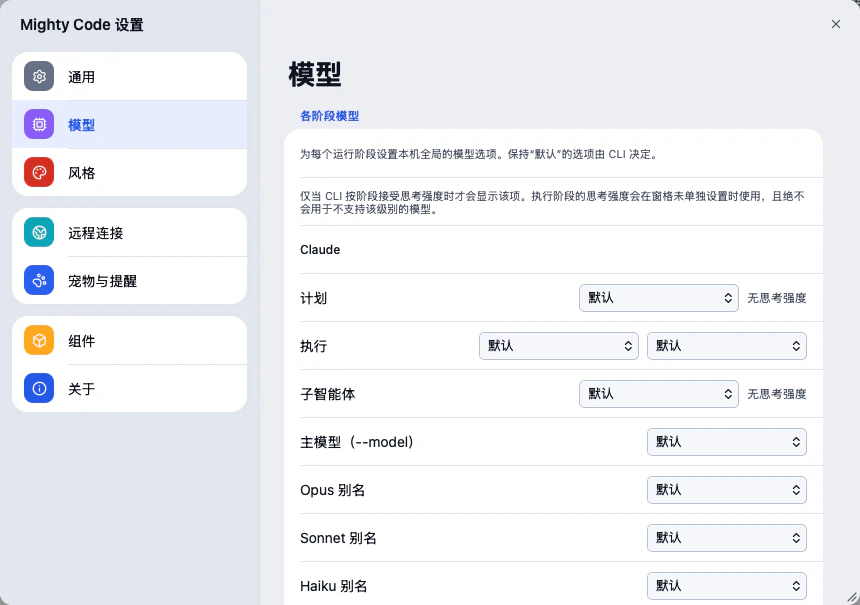 Mighty Code 设置
通用
模型
风格
远程连接
宠物与提醒
组件
关于
模型
各阶段模型
为每个运行阶段设置本机全局的模型选项。保持“默认”的选项由 CLI 决定。
仅当 CLI 按阶段接受思考强度时才会显示该项。执行阶段的思考强度会在窗格未单独设置时使用，且绝不
会用于不支持该级别的模型。
Claude
计划 默认 无思考强度
执行 默认 默认
子智能体 默认 无思考强度
主模型（--model） 默认
Opus 别名 默认
Sonnet 别名 默认
Haiku 别名 默认